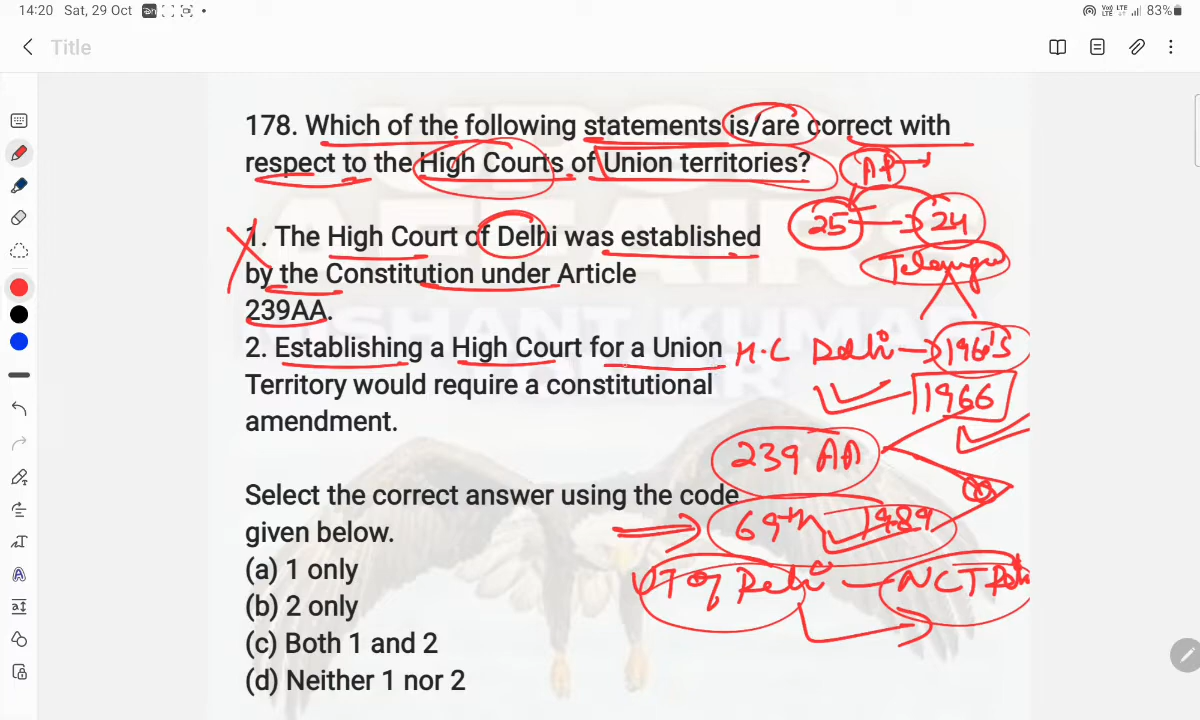 14:20 Sat, 29 Oct
83%
Title
178. Which of the following statements is/are correct with
respect to the High Courts of Union territories?
AP
25 24
1. The High Court of Delhi was established
by the Constitution under Article
239AA.
2. Establishing a High Court for a Union
Territory would require a constitutional
amendment.
H.C Delhi 1961's
1966
239 AA
69th 1989
UT of Delhi NCT Delhi
Select the correct answer using the code
given below.
(a) 1 only
(b) 2 only
(c) Both 1 and 2
(d) Neither 1 nor 2